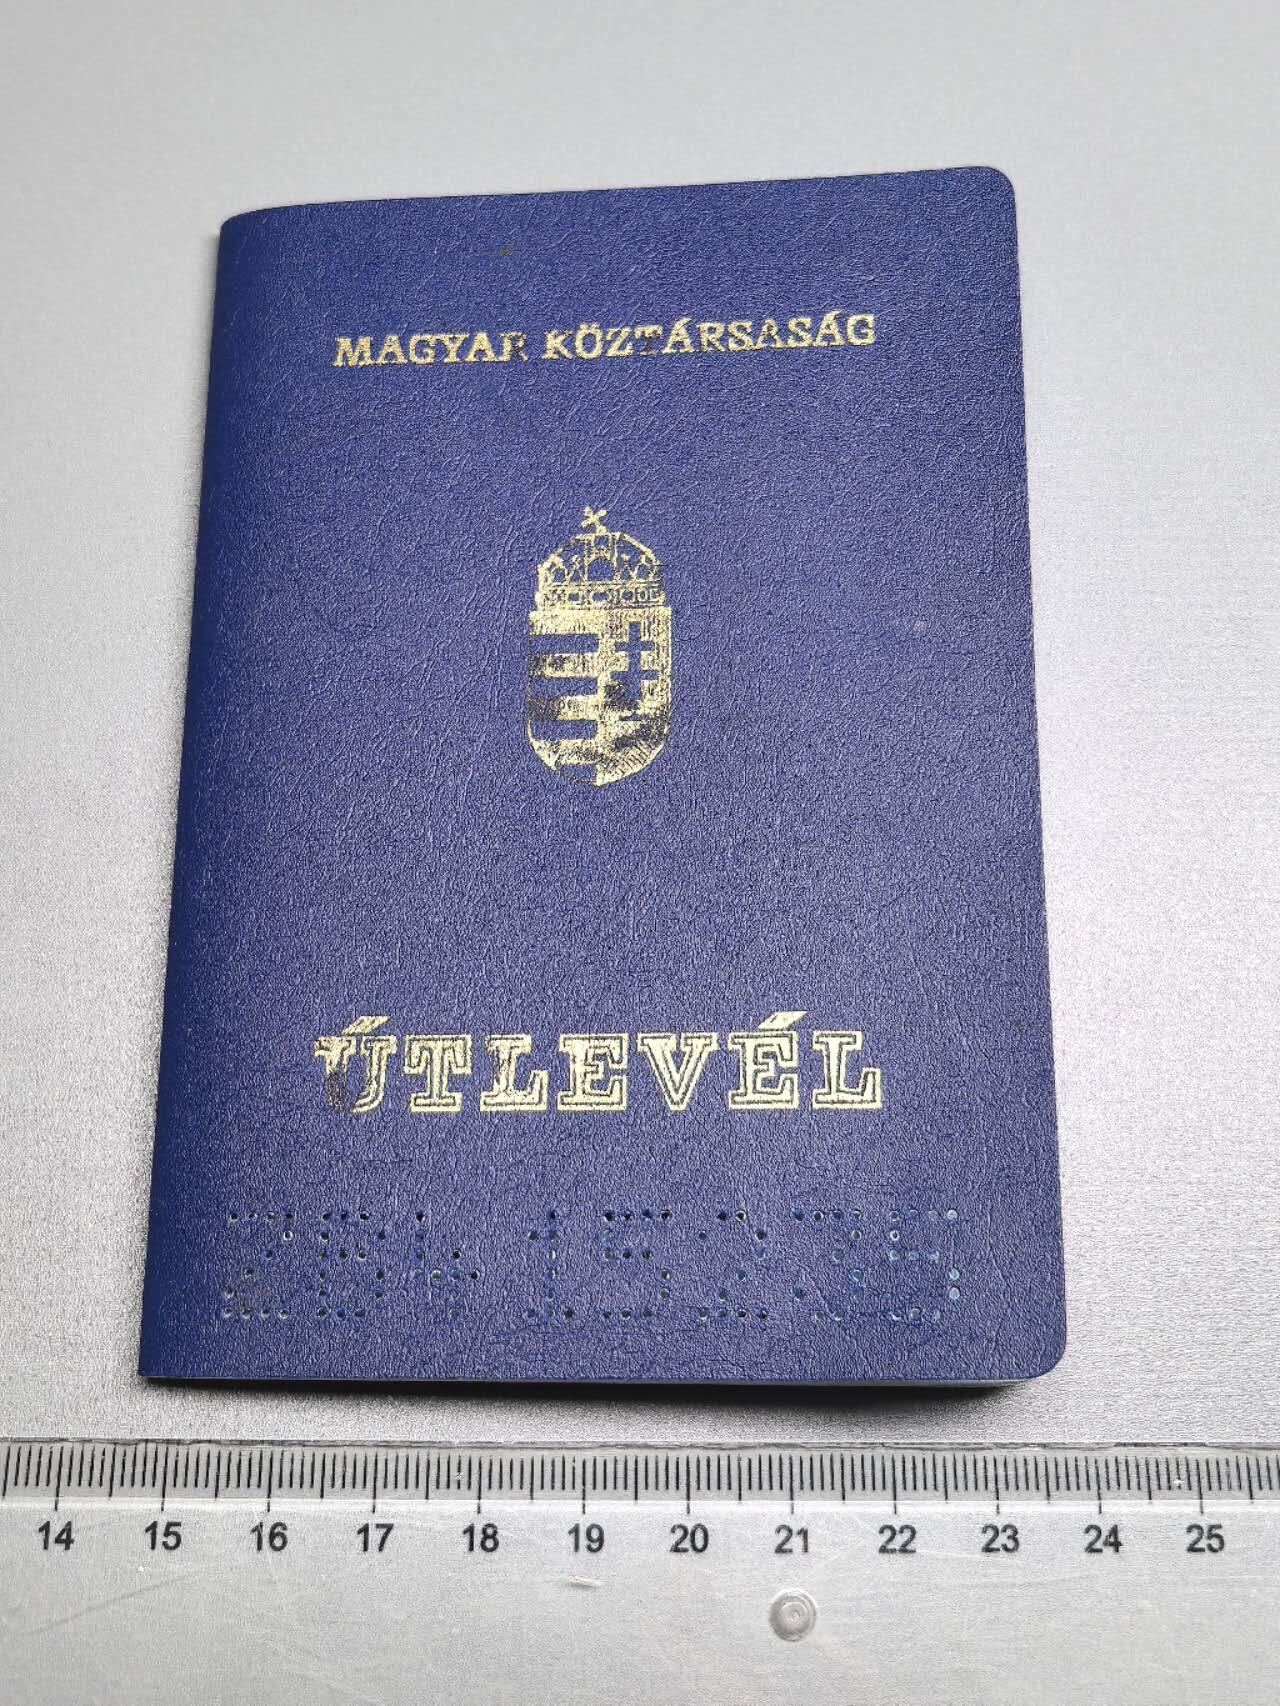 MAGYAR KÖZTÁRSASÁG
ÚTLEVÉL
14 15 16 17 18 19 20 21 22 23 24 25